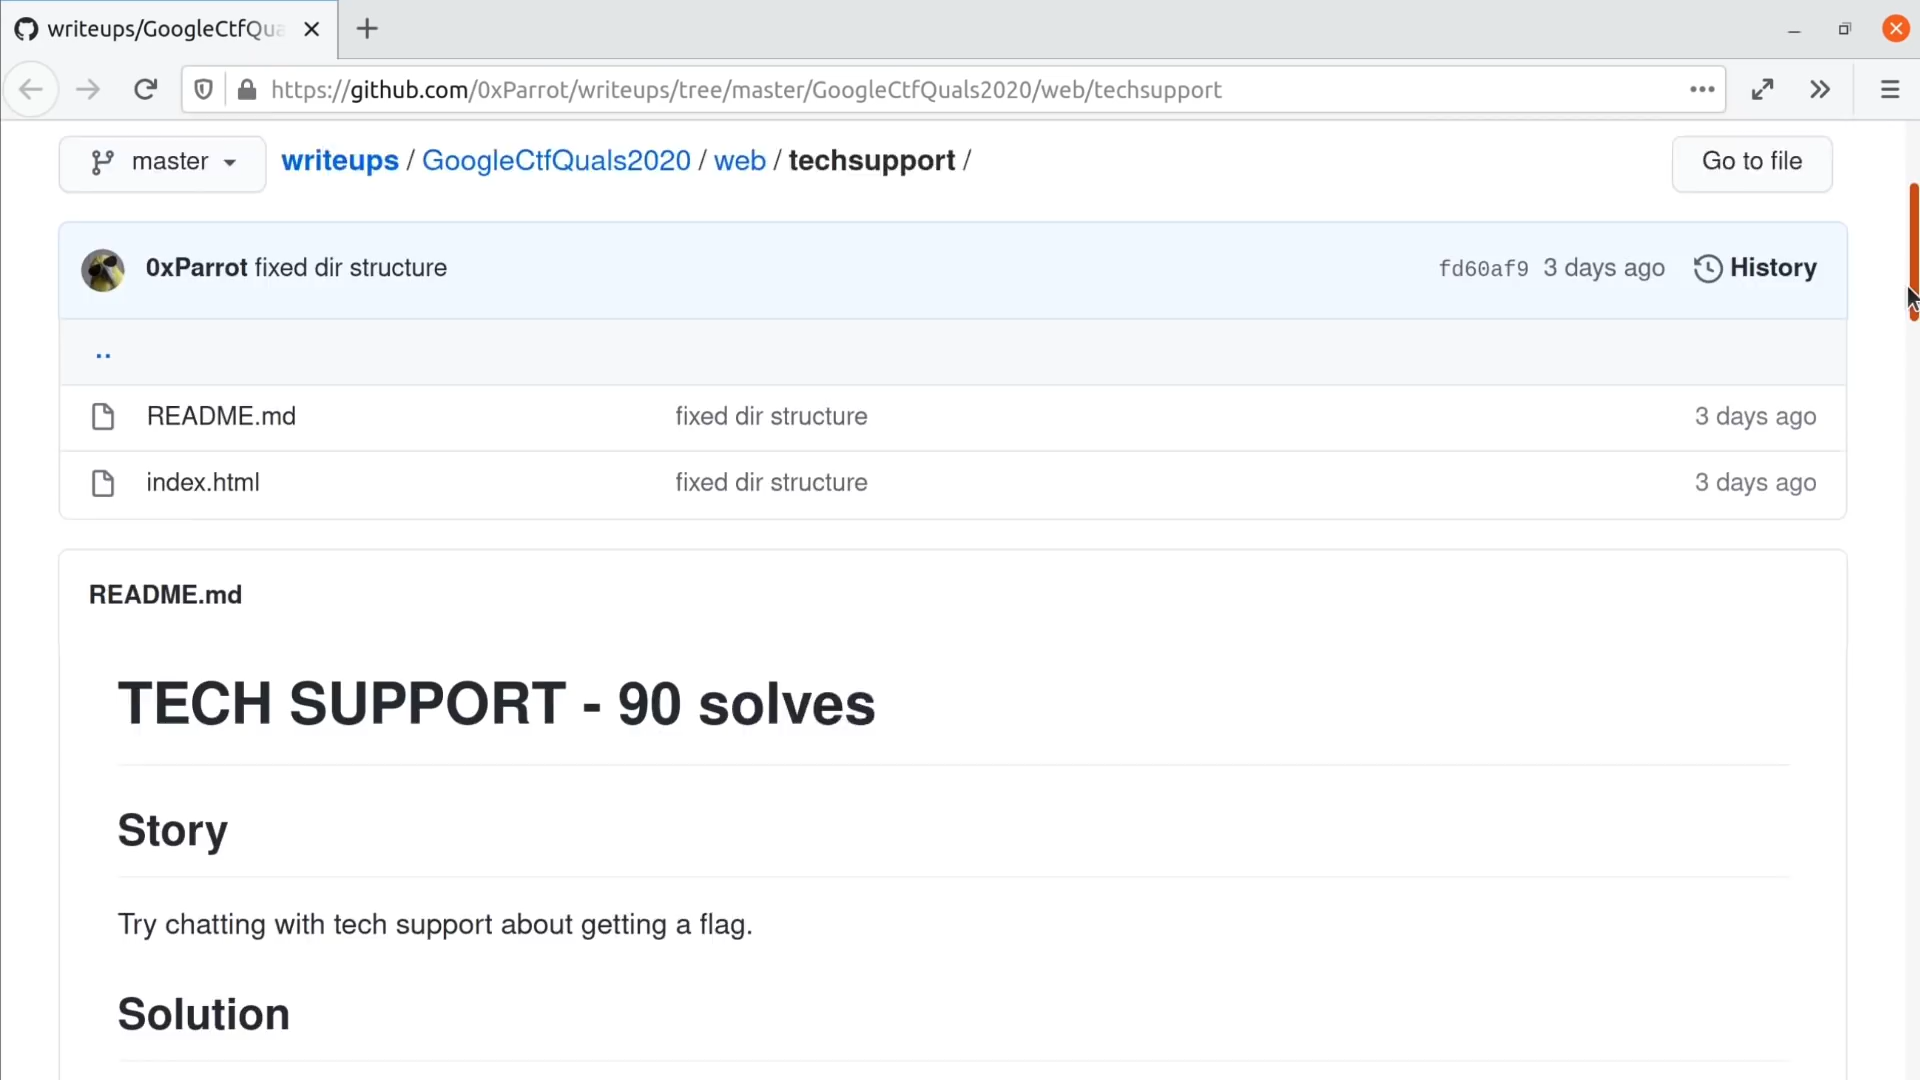 writeups/GoogleCtfQua
https://github.com/0xParrot/writeups/tree/master/GoogleCtfQuals2020/web/techsupport
master writeups / GoogleCtfQuals2020 / web / techsupport / Go to file
0xParrot fixed dir structure fd60af9 3 days ago History
..
README.md fixed dir structure 3 days ago
index.html fixed dir structure 3 days ago
README.md
TECH SUPPORT - 90 solves
Story
Try chatting with tech support about getting a flag.
Solution